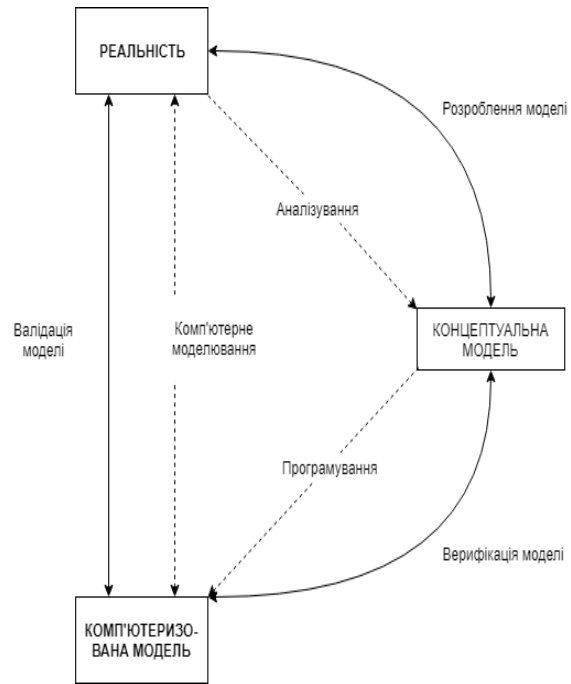 РЕАЛЬНІСТЬ
Розроблення моделі
Аналізування
Валідація
моделі
Комп'ютерне
моделювання
КОНЦЕПТУАЛЬНА
МОДЕЛЬ
Програмування
Верифікація моделі
КОМП'ЮТЕРИЗО-
ВАНА МОДЕЛЬ